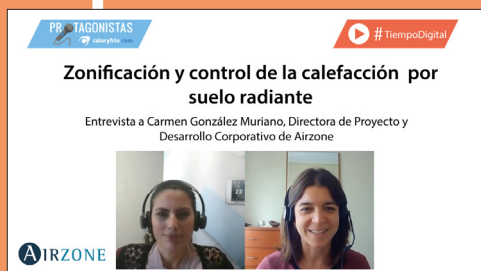 PROTAGONISTAS
caloryfrio.com
#TiempoDigital
Zonificación y control de la calefacción por
suelo radiante
Entrevista a Carmen González Muriano, Directora de Proyecto y
Desarrollo Corporativo de Airzone
23
AIRZONE